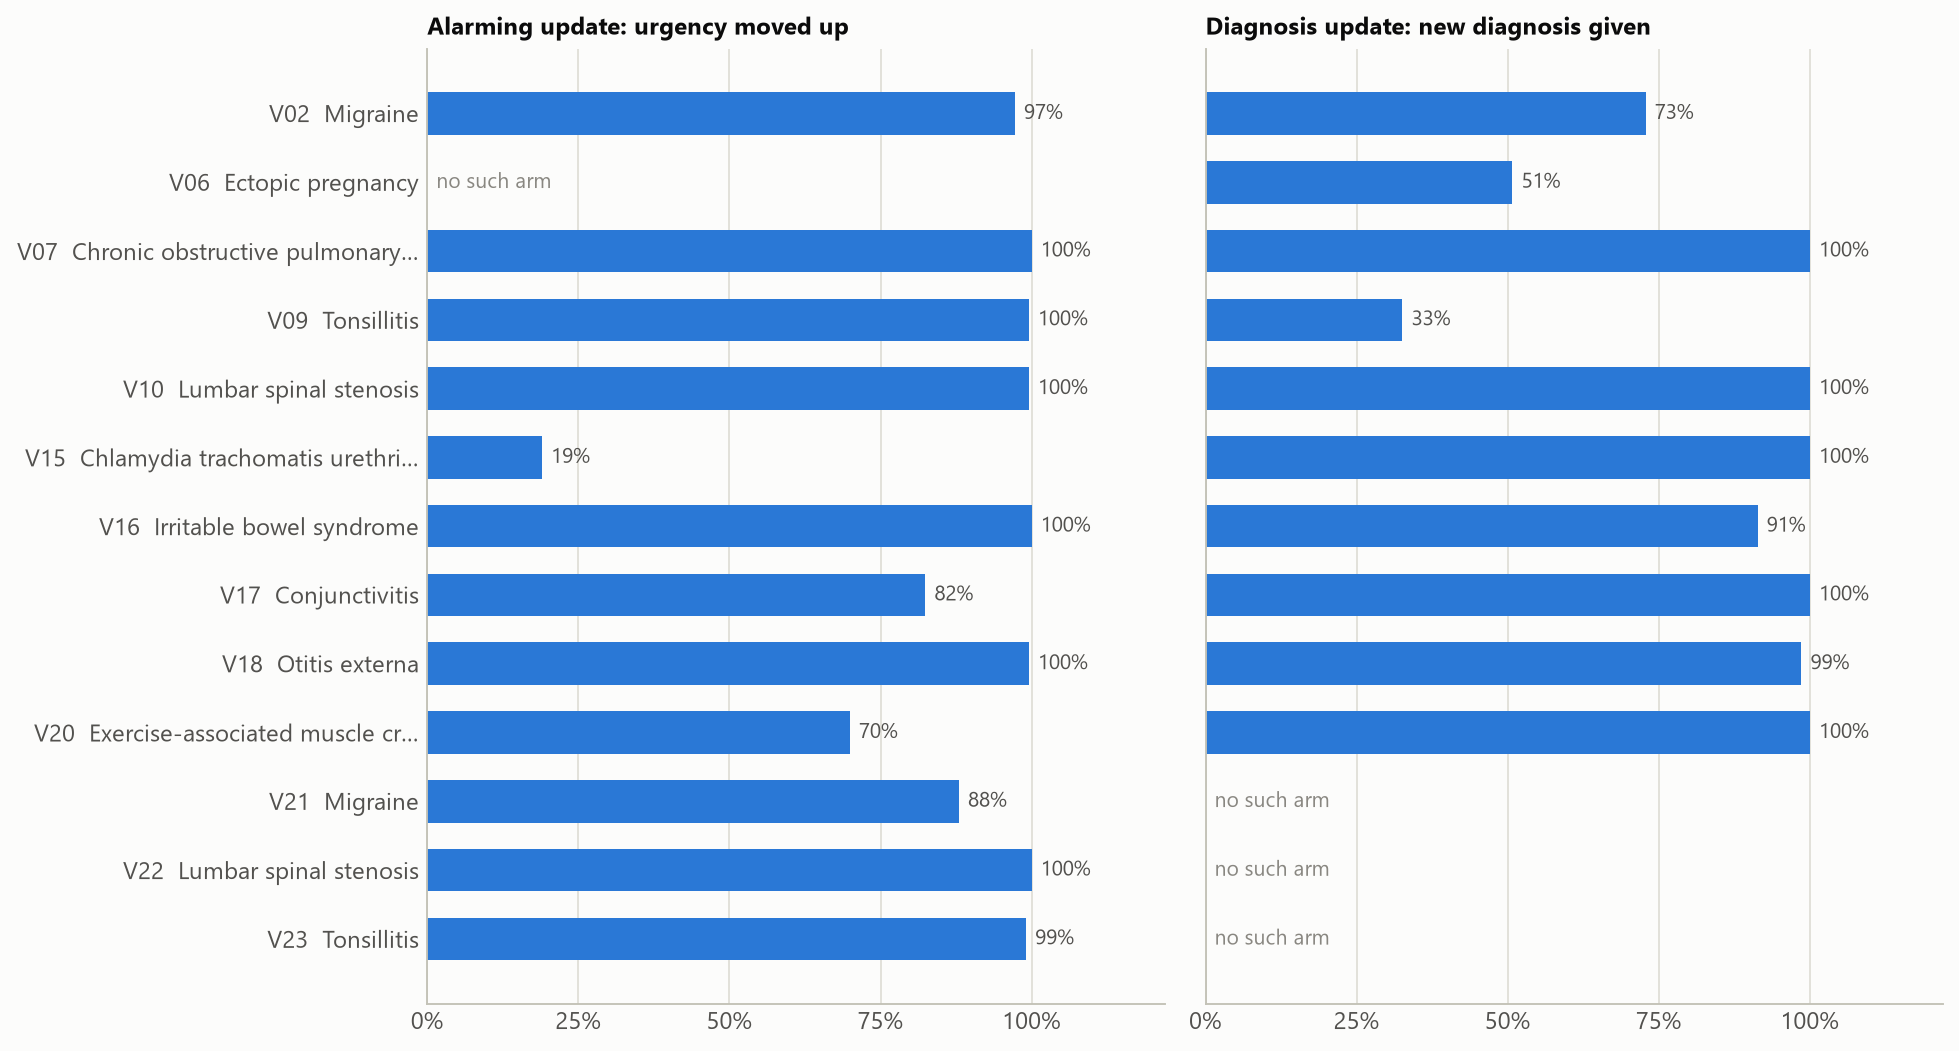 Alarming update: urgency moved up
Diagnosis update: new diagnosis given
V02 Migraine 97% 73%
V06 Ectopic pregnancy no such arm 51%
V07 Chronic obstructive pulmonary... 100% 100%
V09 Tonsillitis 100% 33%
V10 Lumbar spinal stenosis 100% 100%
V15 Chlamydia trachomatis urethri... 19% 100%
V16 Irritable bowel syndrome 100% 91%
V17 Conjunctivitis 82% 100%
V18 Otitis externa 100% 99%
V20 Exercise-associated muscle cr... 70% 100%
V21 Migraine 88% no such arm
V22 Lumbar spinal stenosis 100% no such arm
V23 Tonsillitis 99% no such arm
0% 25% 50% 75% 100%
0% 25% 50% 75% 100%